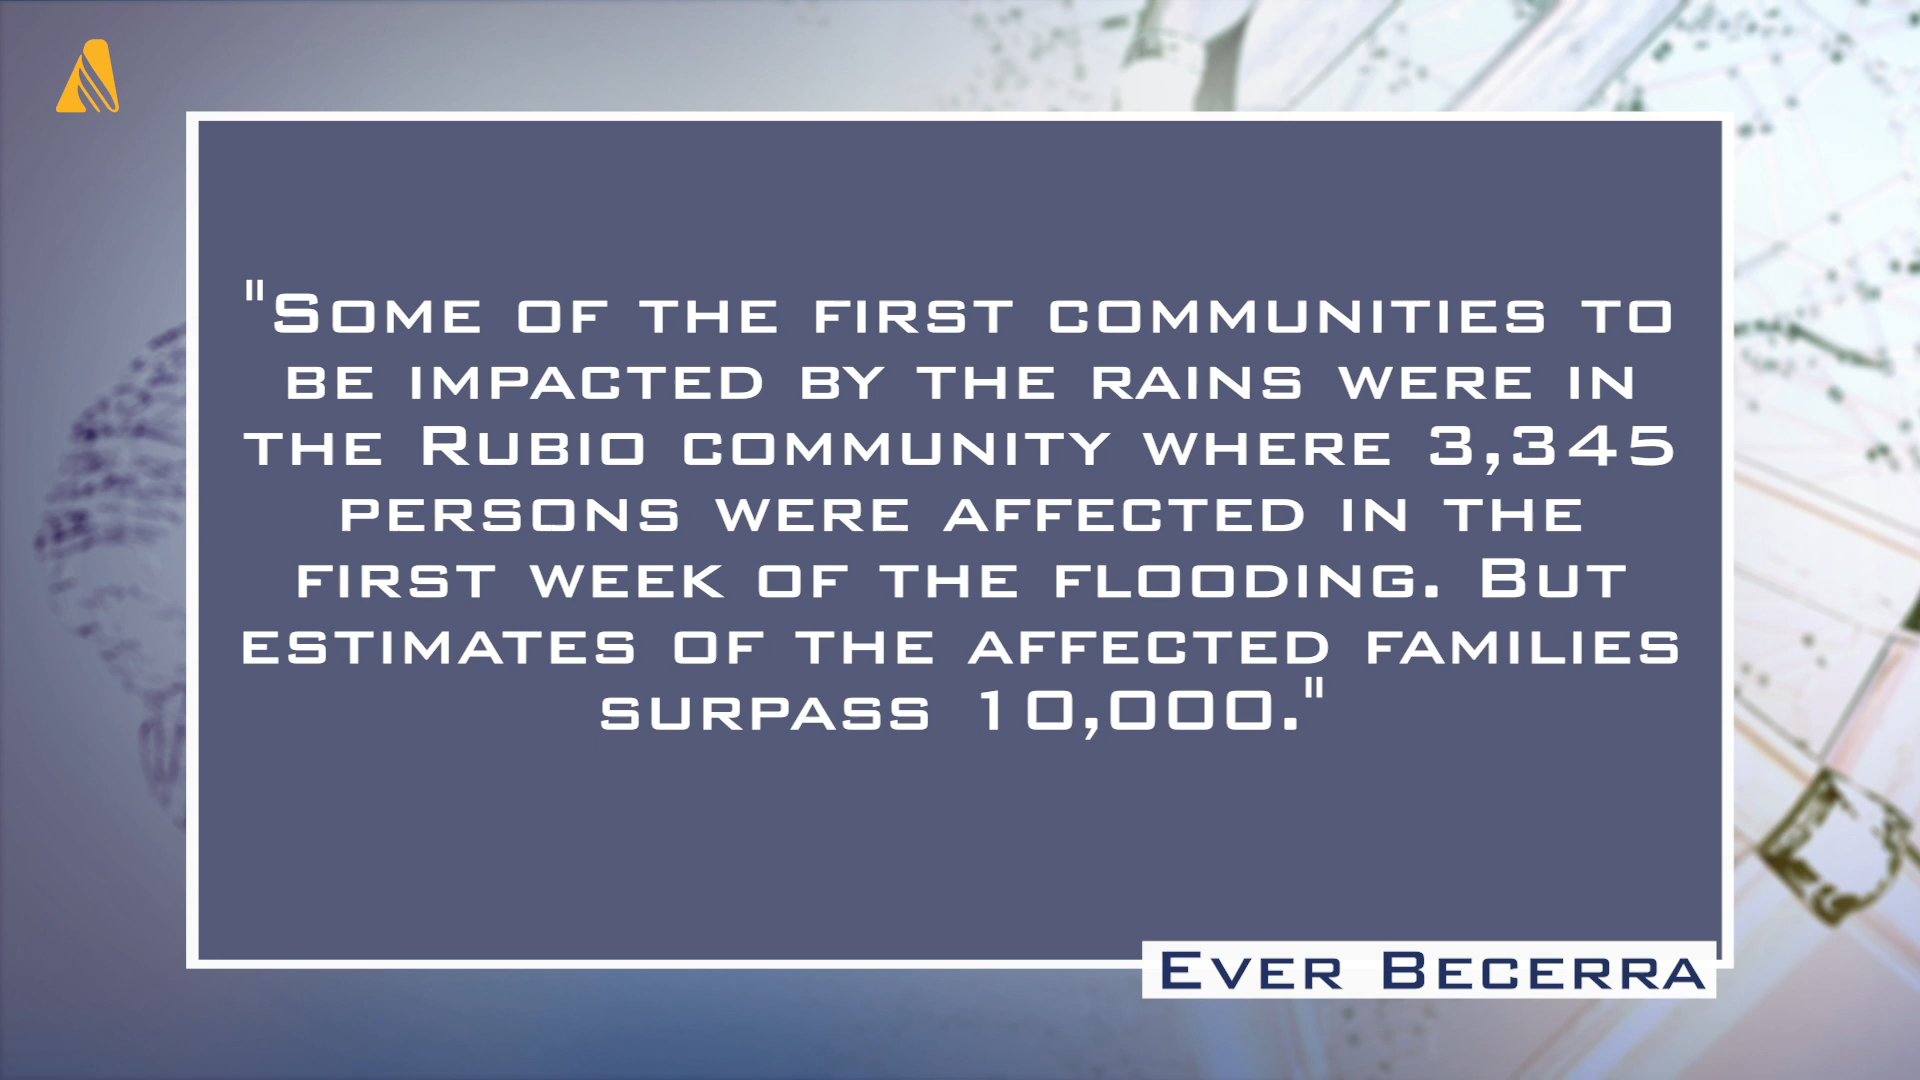 "Some of the first communities to
be impacted by the rains were in
the Rubio community where 3,345
persons were affected in the
first week of the flooding. But
estimates of the affected families
surpass 10,000."
Ever Becerra